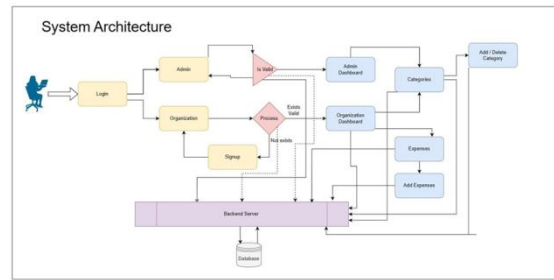 System Architecture
Add / Delete
Category
Admin
Is Valid
Admin
Dashboard
Categories
Login
Organization
Process
Exists
Valid
Organization
Dashboard
Not exists
Signup
Expenses
Add Expenses
Backend Server
Database